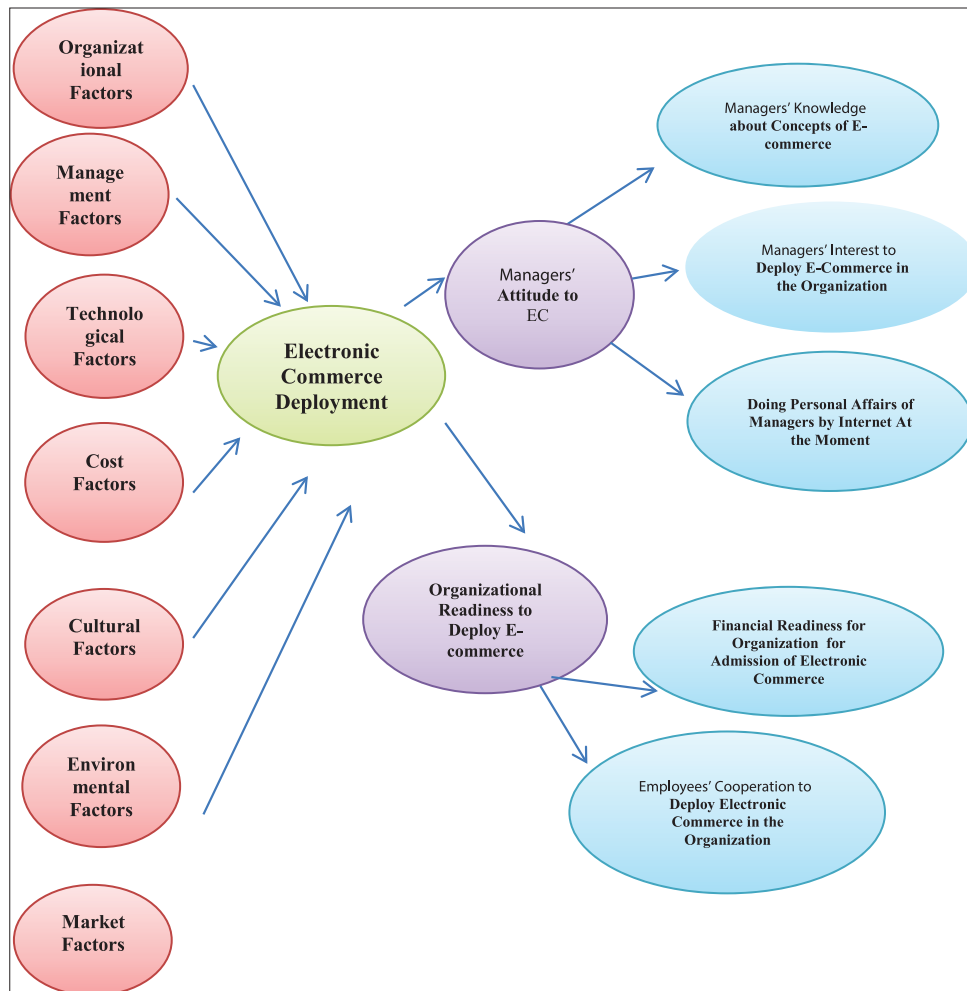 Organizat
ional
Factors
Manage
ment
Factors
Technolo
gical
Factors
Cost
Factors
Cultural
Factors
Environ
mental
Factors
Market
Factors
Electronic
Commerce
Deployment
Managers'
Attitude to
EC
Organizational
Readiness to
Deploy E-
commerce
Managers' Knowledge
about Concepts of E-
commerce
Managers' Interest to
Deploy E-Commerce in
the Organization
Doing Personal Affairs of
Managers by Internet At
the Moment
Financial Readiness for
Organization for
Admission of Electronic
Commerce
Employees' Cooperation to
Deploy Electronic
Commerce in the
Organization